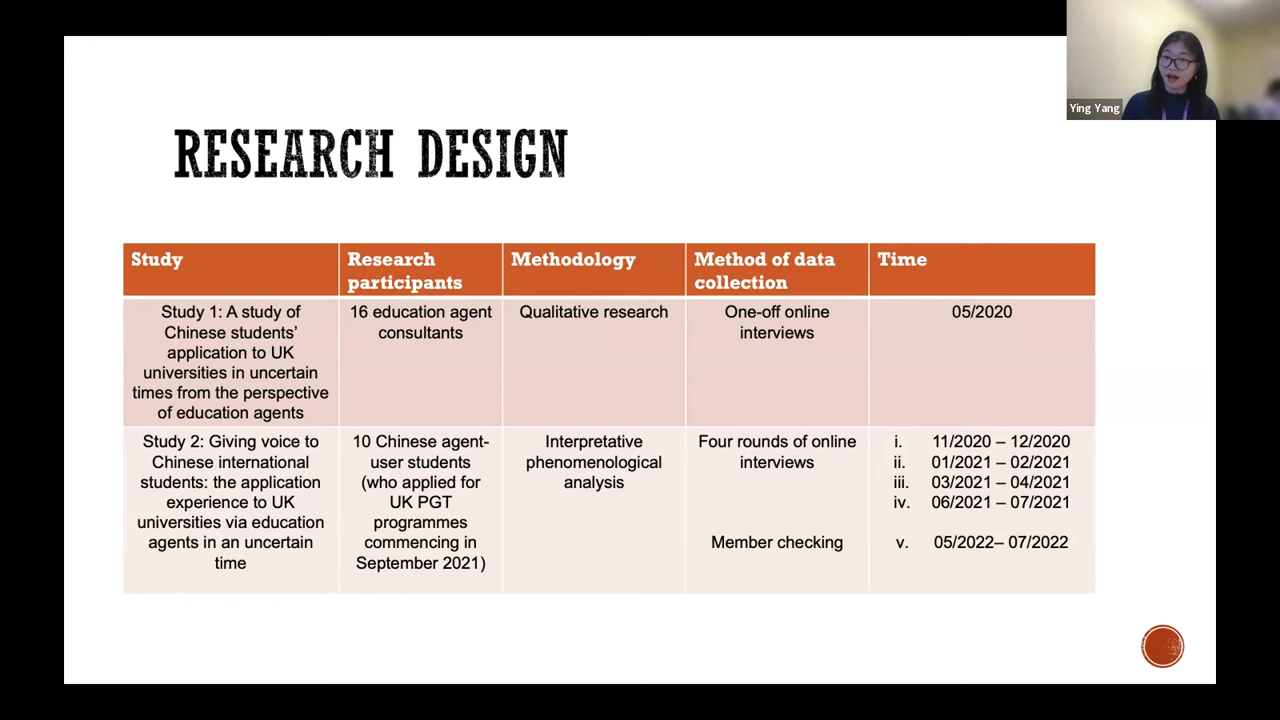 Ying Yang
RESEARCH DESIGN
Study
Research
participants
Methodology
Method of data
collection
Time
Study 1: A study of
Chinese students'
application to UK
universities in uncertain
times from the perspective
of education agents
16 education agent
consultants
Qualitative research
One-off online
interviews
05/2020
Study 2: Giving voice to
Chinese international
students: the application
experience to UK
universities via education
agents in an uncertain
time
10 Chinese agent-
user students
(who applied for
UK PGT
programmes
commencing in
September 2021)
Interpretative
phenomenological
analysis
Four rounds of online
interviews
Member checking
i. 11/2020 – 12/2020
ii. 01/2021 – 02/2021
iii. 03/2021 – 04/2021
iv. 06/2021 – 07/2021
v. 05/2022– 07/2022